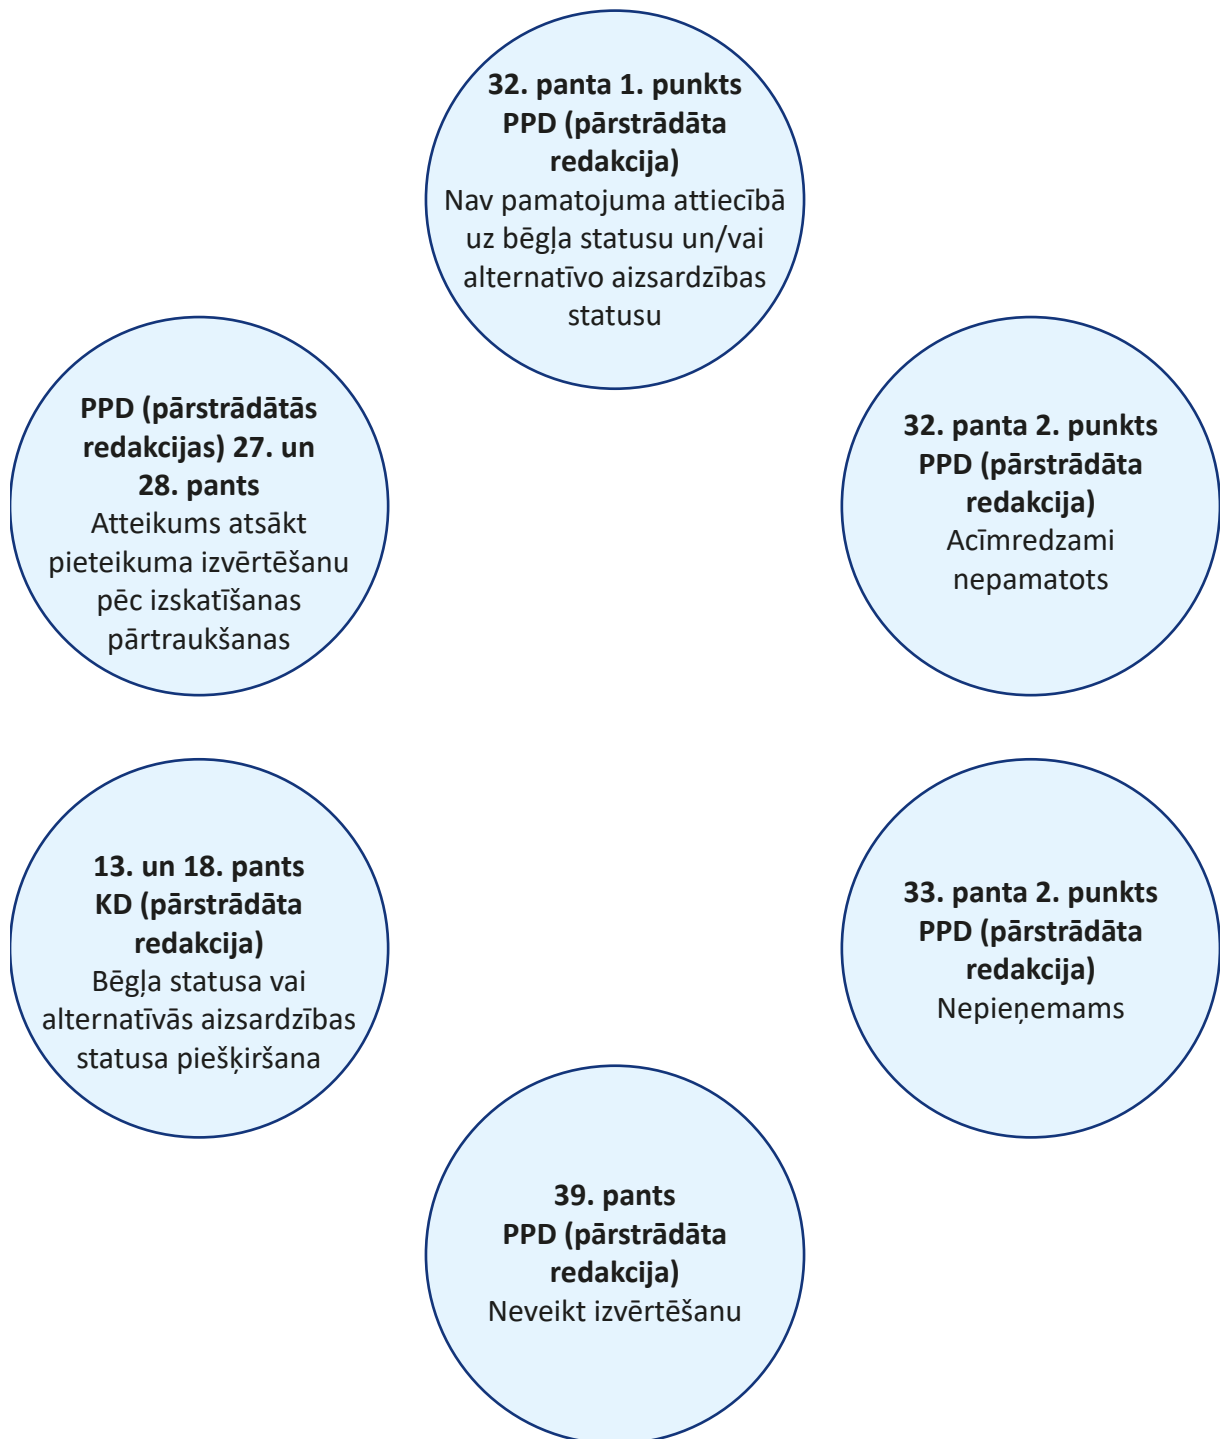 32. panta 1. punkts
PPD (pārstrādāta
redakcija)
Nav pamatojuma attiecībā
uz bēgļa statusu un/vai
alternatīvo aizsardzības
statusu
32. panta 2. punkts
PPD (pārstrādāta
redakcija)
Acīmredzami
nepamatots
33. panta 2. punkts
PPD (pārstrādāta
redakcija)
Nepieņemams
39. pants
PPD (pārstrādāta
redakcija)
Neveikt izvērtēšanu
13. un 18. pants
KD (pārstrādāta
redakcija)
Bēgļa statusa vai
alternatīvās aizsardzības
statusa piešķiršana
PPD (pārstrādātās
redakcijas) 27. un
28. pants
Atteikums atsākt
pieteikuma izvērtēšanu
pēc izskatīšanas
pārtraukšanas